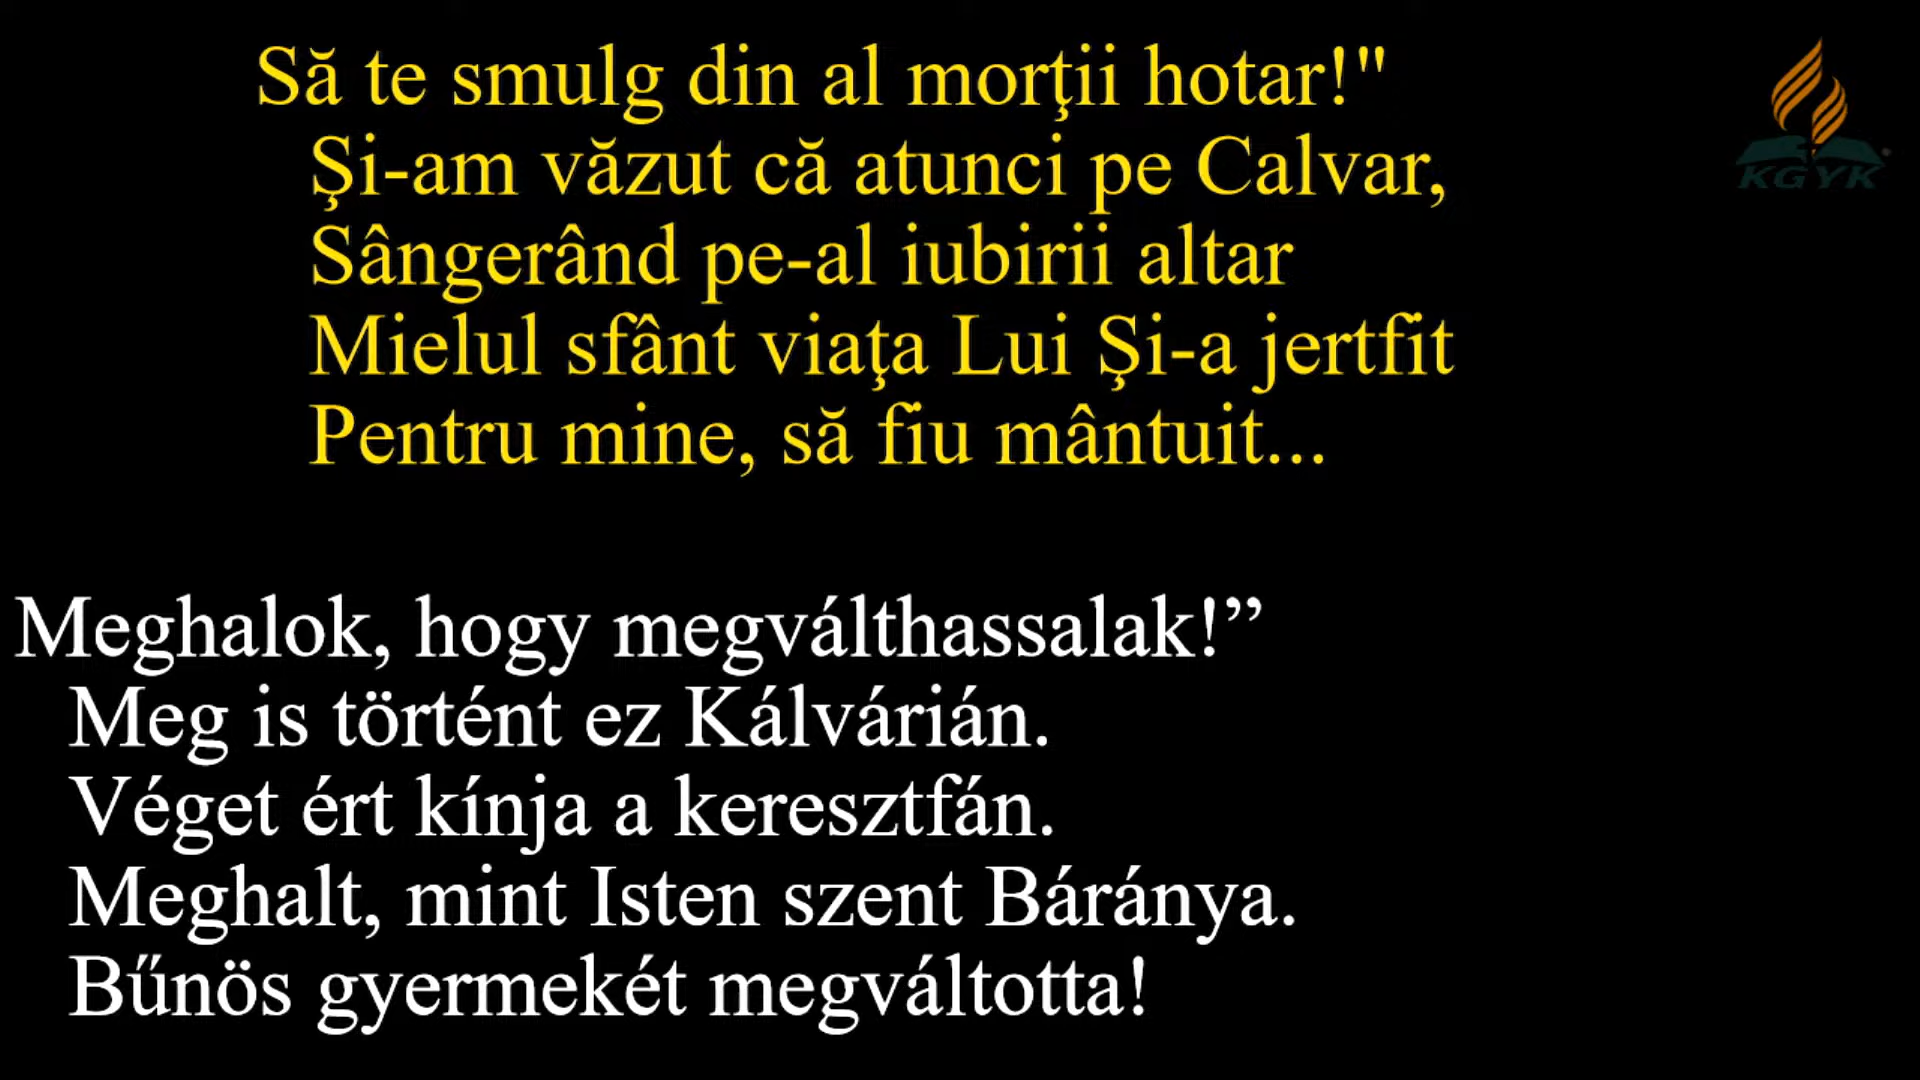 Să te smulg din al morţii hotar!"
Şi-am văzut că atunci pe Calvar,
Sângerând pe-al iubirii altar
Mielul sfânt viaţa Lui Şi-a jertfit
Pentru mine, să fiu mântuit...
KGYK
Meghalok, hogy megválthassalak!”
Meg is történt ez Kálvárián.
Véget ért kínja a keresztfán.
Meghalt, mint Isten szent Báránya.
Bűnös gyermekét megváltotta!